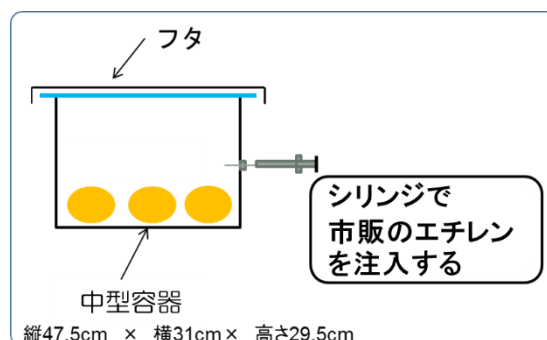 フタ
シリンジで
市販のエチレン
を注入する
中型容器
縦47.5cm × 横31cm× 高さ29.5cm